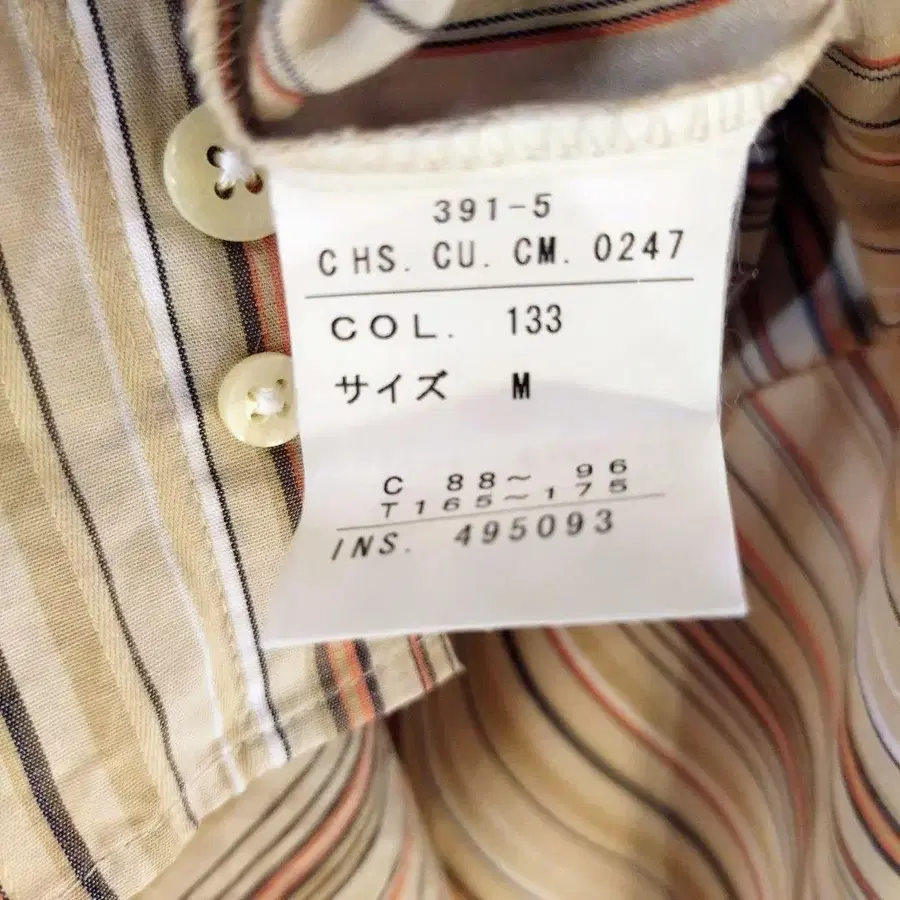 391-5
CHS. CU. CM. 0247
COL. 133
サイズ M
C 88～ 96
T165～175
INS. 495093